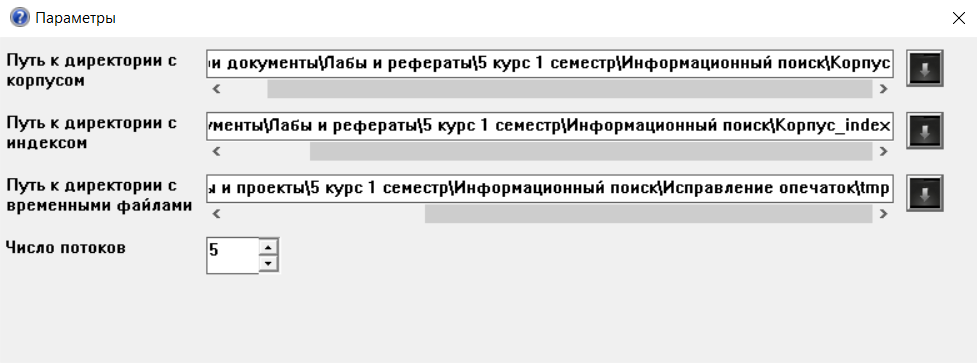 Параметры
Путь к директории с
корпусом
документы\Лабы и рефераты\5 курс 1 семестр\Информационный поиск\Корпус
Путь к директории с
индексом
\Лабы и рефераты\5 курс 1 семестр\Информационный поиск\Корпус_index
Путь к директории с
временными файлами
и проекты\5 курс 1 семестр\Информационный поиск\Исправление опечаток\tmp
Число потоков
5